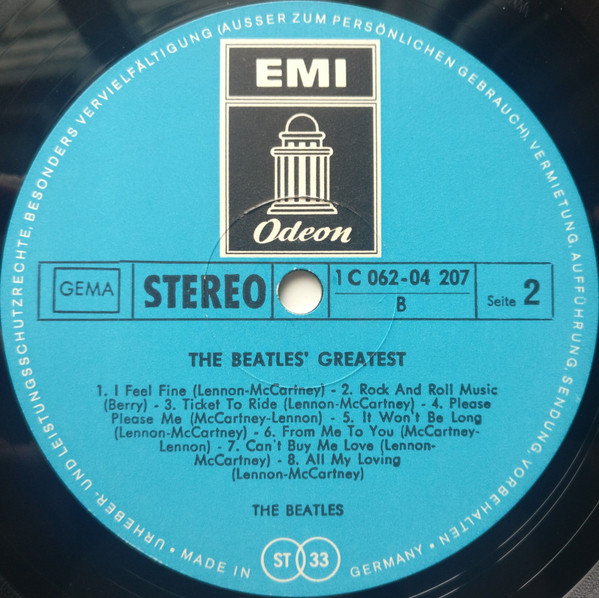 URHEBER- UND LEISTUNGSSCHUTZRECHTE, BESONDERS VERVIELFÄLTIGUNG (AUSSER ZUM PERSÖNLICHEN GEBRAUCH), VERMIETUNG, AUFFÜHRUNG, SENDUNG, VORBEHALTEN •
EMI
Odeon
GEMA
STEREO
1 C 062-04 207
B
Seite 2
THE BEATLES' GREATEST
1. I Feel Fine (Lennon-McCartney) - 2. Rock And Roll Music
(Berry) - 3. Ticket To Ride (Lennon-McCartney) - 4. Please
Please Me (McCartney-Lennon) - 5. It Won't Be Long
(Lennon-McCartney) - 6. From Me To You (McCartney-
Lennon) - 7. Can't Buy Me Love (Lennon-
McCartney) - 8. All My Loving
(Lennon-McCartney)
THE BEATLES
• MADE IN ST 33 GERMANY •